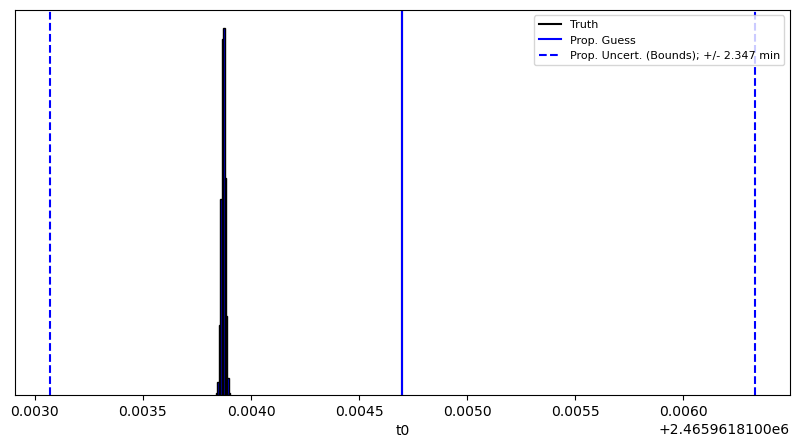 Truth
Prop. Guess
Prop. Uncert. (Bounds); +/- 2.347 min
0.0030 0.0035 0.0040 0.0045 0.0050 0.0055 0.0060
t0
+2.4659618100e6